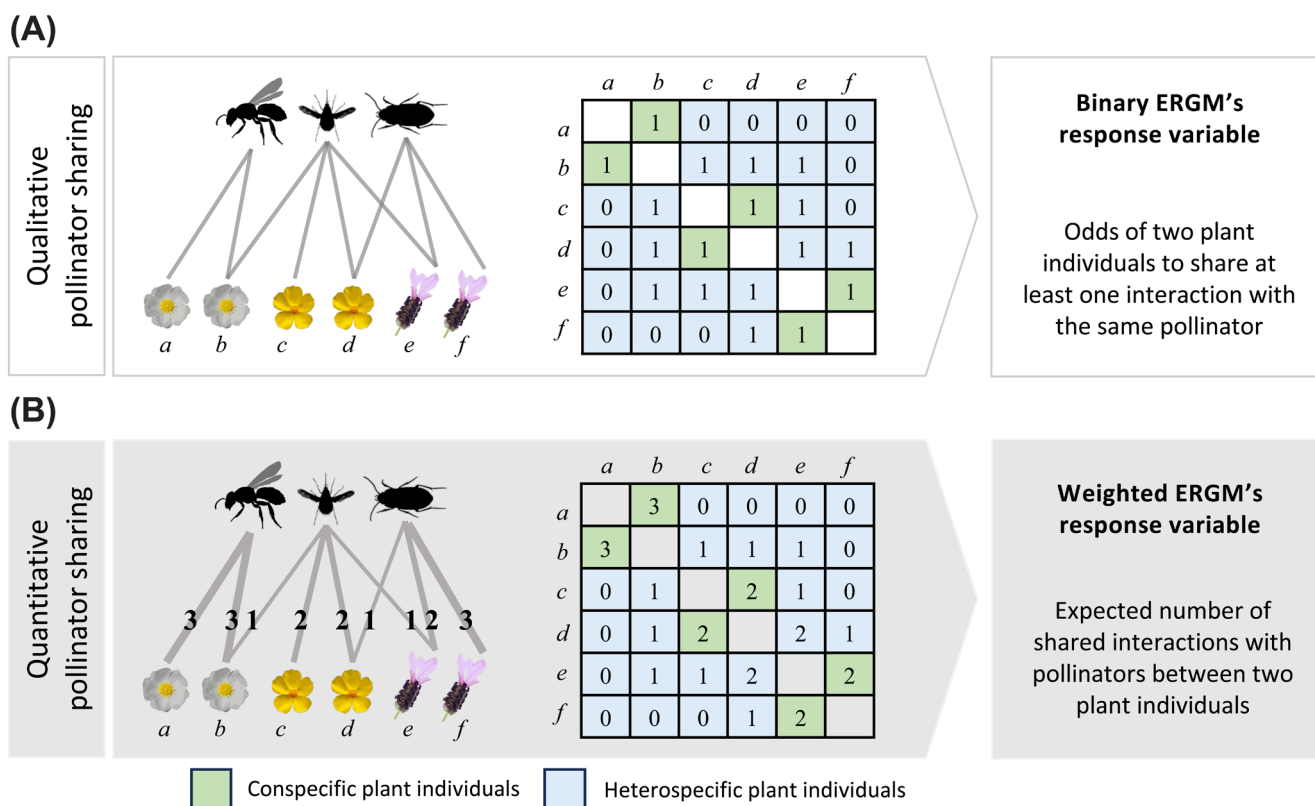 (A)
Qualitative
pollinator sharing
a b c d e f
a b c d e f
a 1 0 0 0 0
b 1 1 1 1 0
c 0 1 1 1 0
d 0 1 1 1 1
e 0 1 1 1 1
f 0 0 0 1 1
Binary ERGM's
response variable
Odds of two plant
individuals to share at
least one interaction with
the same pollinator
(B)
Quantitative
pollinator sharing
3 3 1 2 2 1 1 2 3
a b c d e f
a b c d e f
a 3 0 0 0 0
b 3 1 1 1 0
c 0 1 2 1 0
d 0 1 2 2 1
e 0 1 1 2 2
f 0 0 0 1 2
Weighted ERGM's
response variable
Expected number of
shared interactions with
pollinators between two
plant individuals
Conspecific plant individuals
Heterospecific plant individuals